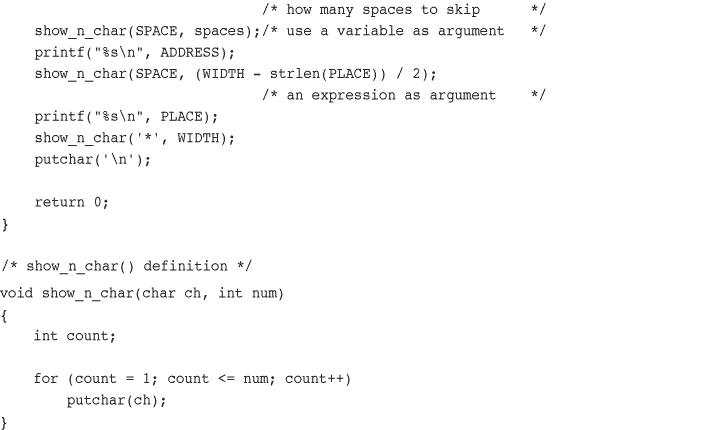 /* how many spaces to skip */
show_n_char(SPACE, spaces);/* use a variable as argument */
printf("%s\n", ADDRESS);
show_n_char(SPACE, (WIDTH - strlen(PLACE)) / 2);
/* an expression as argument */
printf("%s\n", PLACE);
show_n_char('*', WIDTH);
putchar('\n');
return 0;
}
/* show_n_char() definition */
void show_n_char(char ch, int num)
{
int count;
for (count = 1; count <= num; count++)
putchar(ch);
}